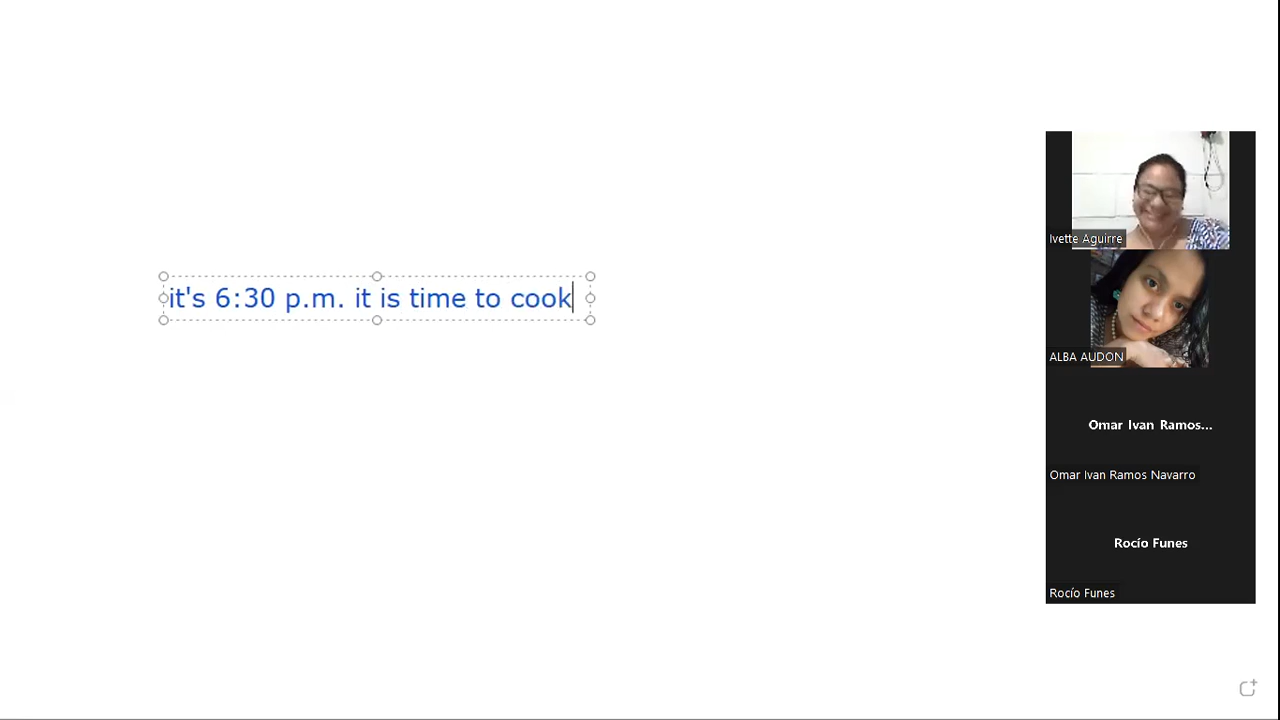 it's 6:30 p.m. it is time to cook
Ivette Aguirre
ALBA AUDON
Omar Ivan Ramos...
Omar Ivan Ramos Navarro
Rocío Funes
Rocío Funes